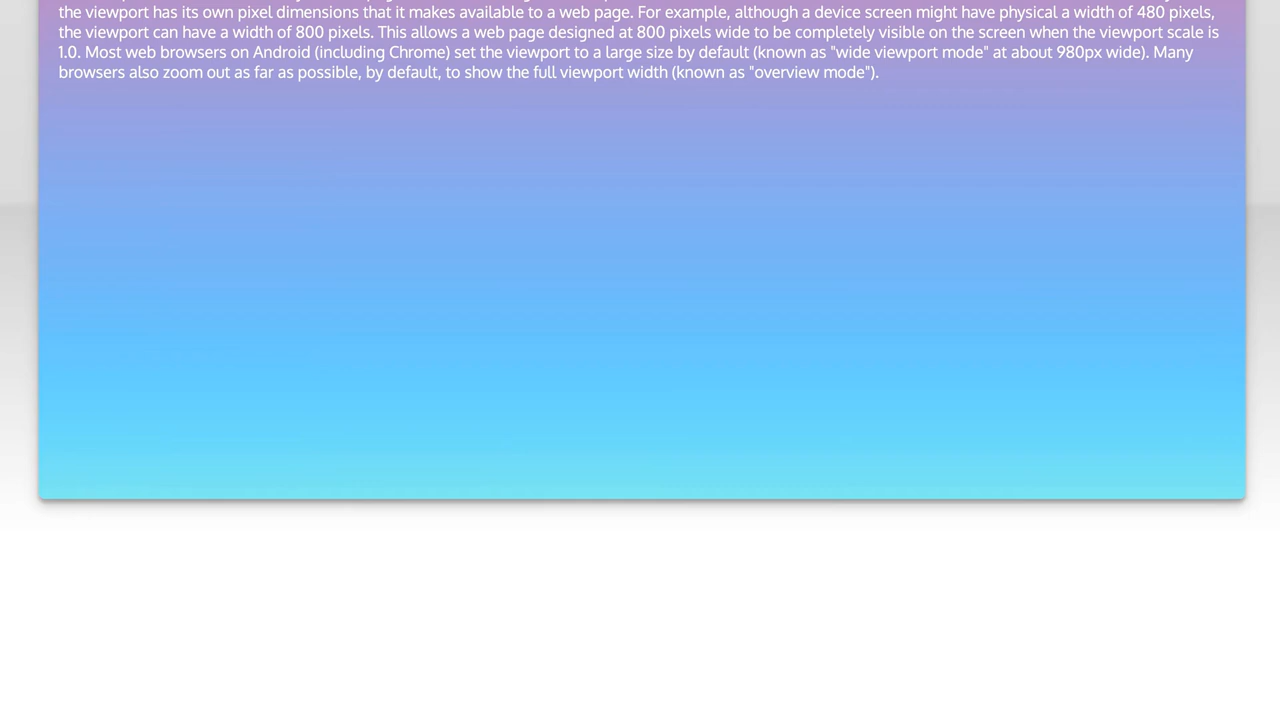 the viewport has its own pixel dimensions that it makes available to a web page. For example, although a device screen might have physical a width of 480 pixels,
the viewport can have a width of 800 pixels. This allows a web page designed at 800 pixels wide to be completely visible on the screen when the viewport scale is
1.0. Most web browsers on Android (including Chrome) set the viewport to a large size by default (known as "wide viewport mode" at about 980px wide). Many
browsers also zoom out as far as possible, by default, to show the full viewport width (known as "overview mode").